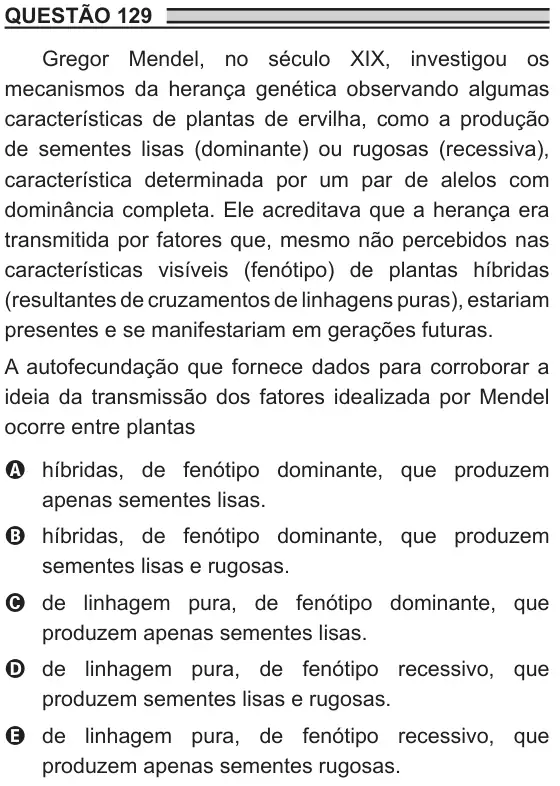 QUESTÃO 129
Gregor Mendel, no século XIX, investigou os
mecanismos da herança genética observando algumas
características de plantas de ervilha, como a produção
de sementes lisas (dominante) ou rugosas (recessiva),
característica determinada por um par de alelos com
dominância completa. Ele acreditava que a herança era
transmitida por fatores que, mesmo não percebidos nas
características visíveis (fenótipo) de plantas híbridas
(resultantes de cruzamentos de linhagens puras), estariam
presentes e se manifestariam em gerações futuras.
A autofecundação que fornece dados para corroborar a
ideia da transmissão dos fatores idealizada por Mendel
ocorre entre plantas
A híbridas, de fenótipo dominante, que produzem
apenas sementes lisas.
B híbridas, de fenótipo dominante, que produzem
sementes lisas e rugosas.
C de linhagem pura, de fenótipo dominante, que
produzem apenas sementes lisas.
D de linhagem pura, de fenótipo recessivo, que
produzem sementes lisas e rugosas.
E de linhagem pura, de fenótipo recessivo, que
produzem apenas sementes rugosas.